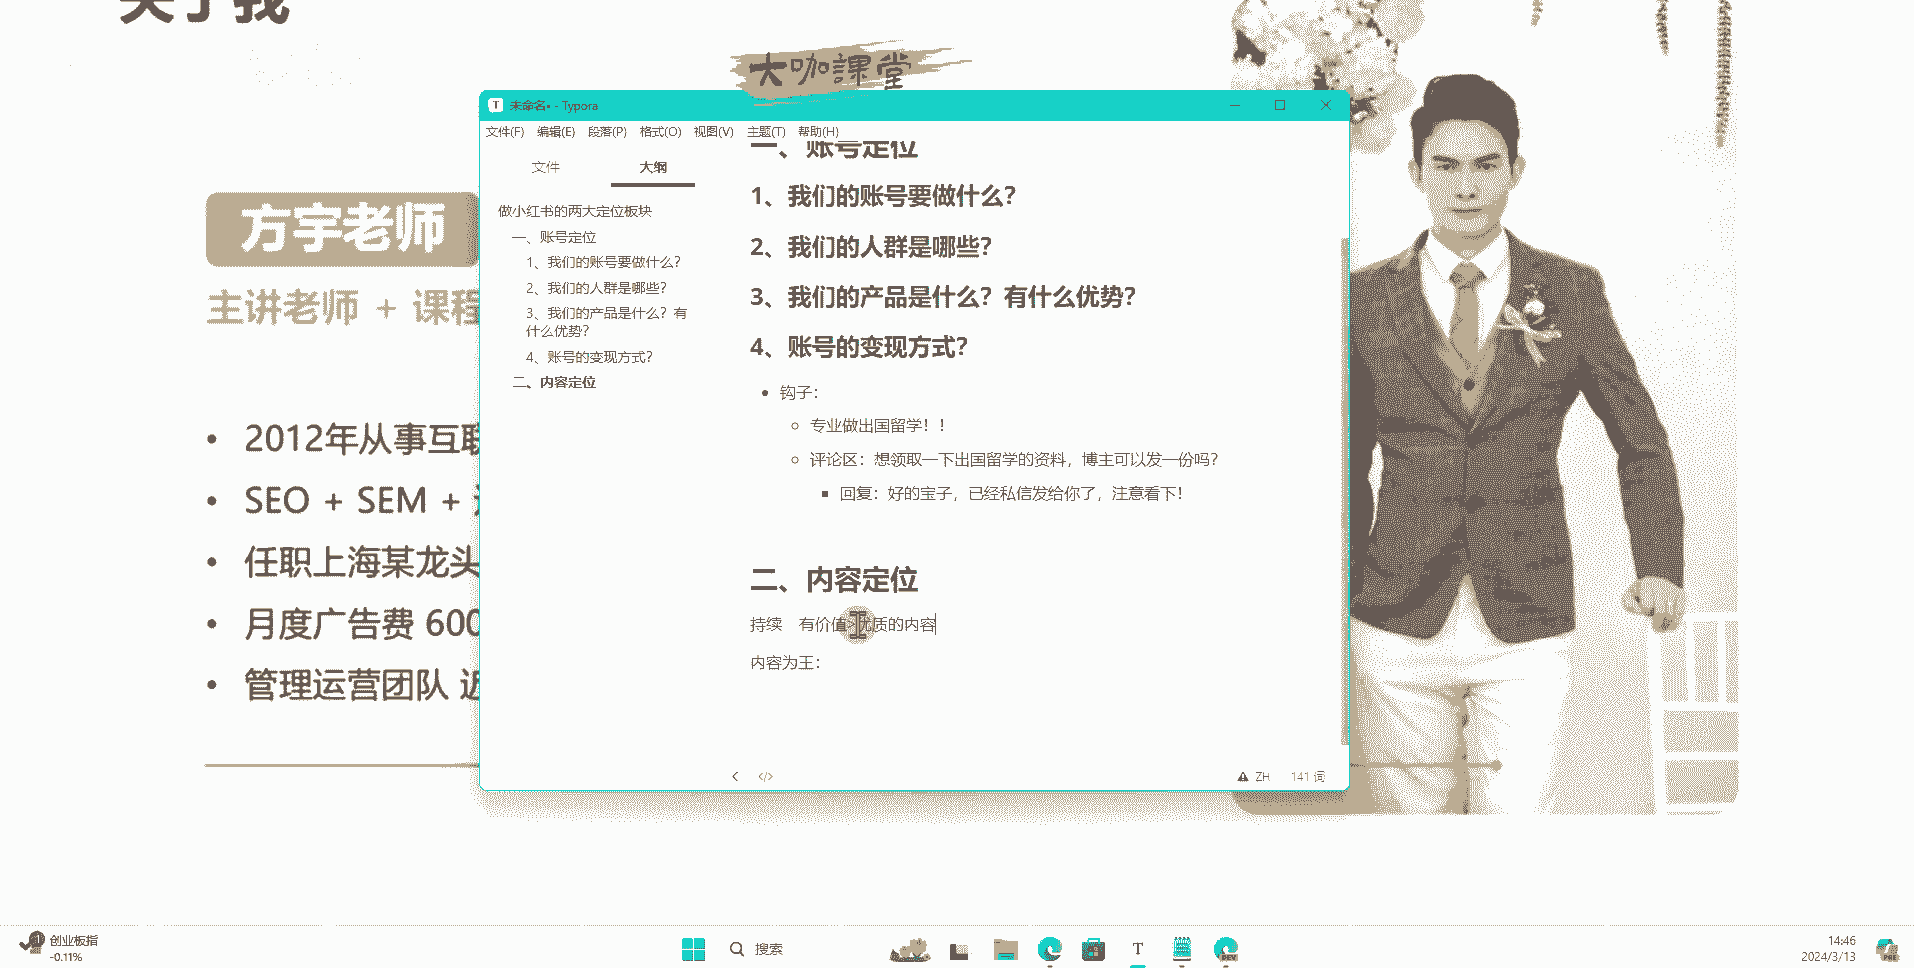 关于我
大咖課堂
未命名• - Typora
文件(F) 编辑(E) 段落(P) 格式(O) 视图(V) 主题(T) 帮助(H)
文件 大纲
做小红书的两大定位板块
一、账号定位
1、我们的账号要做什么?
2、我们的人群是哪些?
3、我们的产品是什么? 有
什么优势?
4、账号的变现方式?
二、内容定位
一、账号定位
1、我们的账号要做什么?
2、我们的人群是哪些?
3、我们的产品是什么? 有什么优势?
4、账号的变现方式?
钩子:
专业做出国留学! !
评论区: 想领取一下出国留学的资料, 博主可以发一份吗?
回复: 好的宝子, 已经私信发给你了, 注意看下!
二、内容定位
持续 有价值 优质的内容
内容为王:
ZH 141 词
方宇老师
主讲老师 + 课程
2012年从事互联
SEO + SEM +
任职上海某龙头
月度广告费 600
管理运营团队 近
创业板指
-0.11%
搜索
14:46
2024/3/13